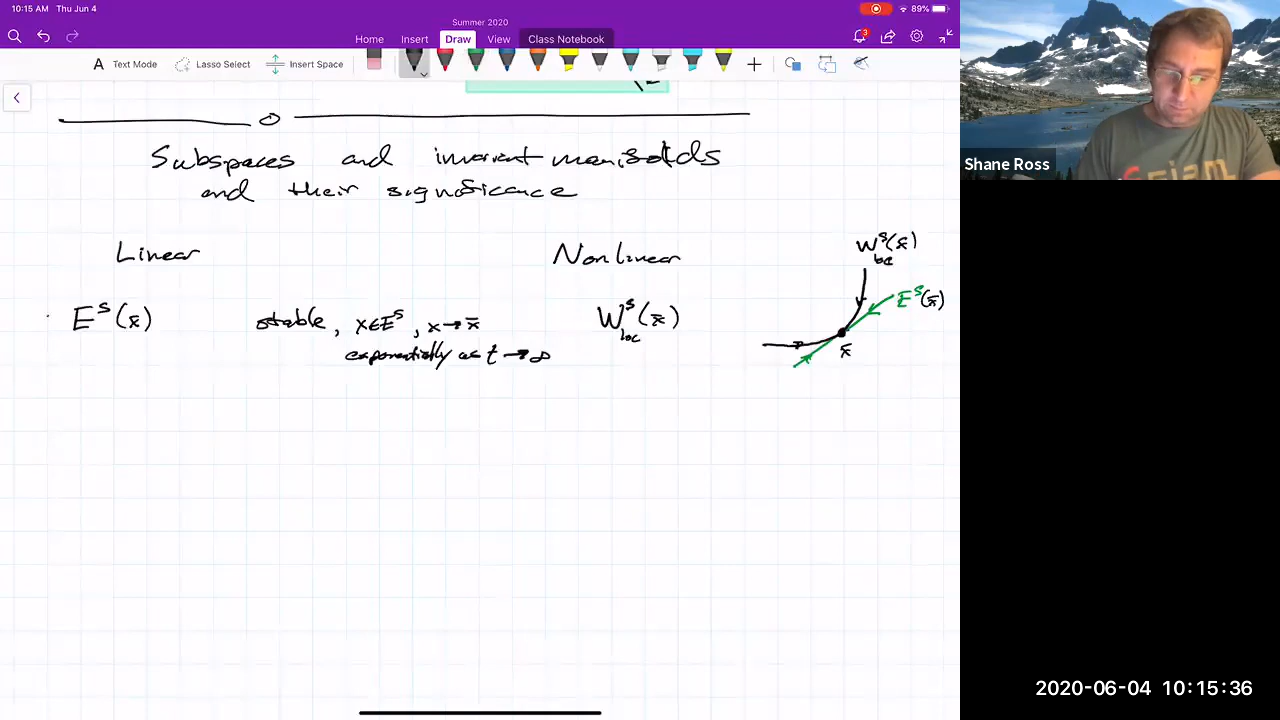 10:15 AM Thu Jun 4
89%
Summer 2020
Home Insert Draw View Class Notebook
3
Text Mode Lasso Select Insert Space
Subspaces and invariant manifolds
and their significance
Linear Nonlinear
E^s(x̄) stable, x∈E^s, x→x̄ W^s_loc(x̄)
exponentially as t→∞
W^s_loc(x̄)
E^s(x̄)
x̄
Shane Ross
2020-06-04 10:15:36